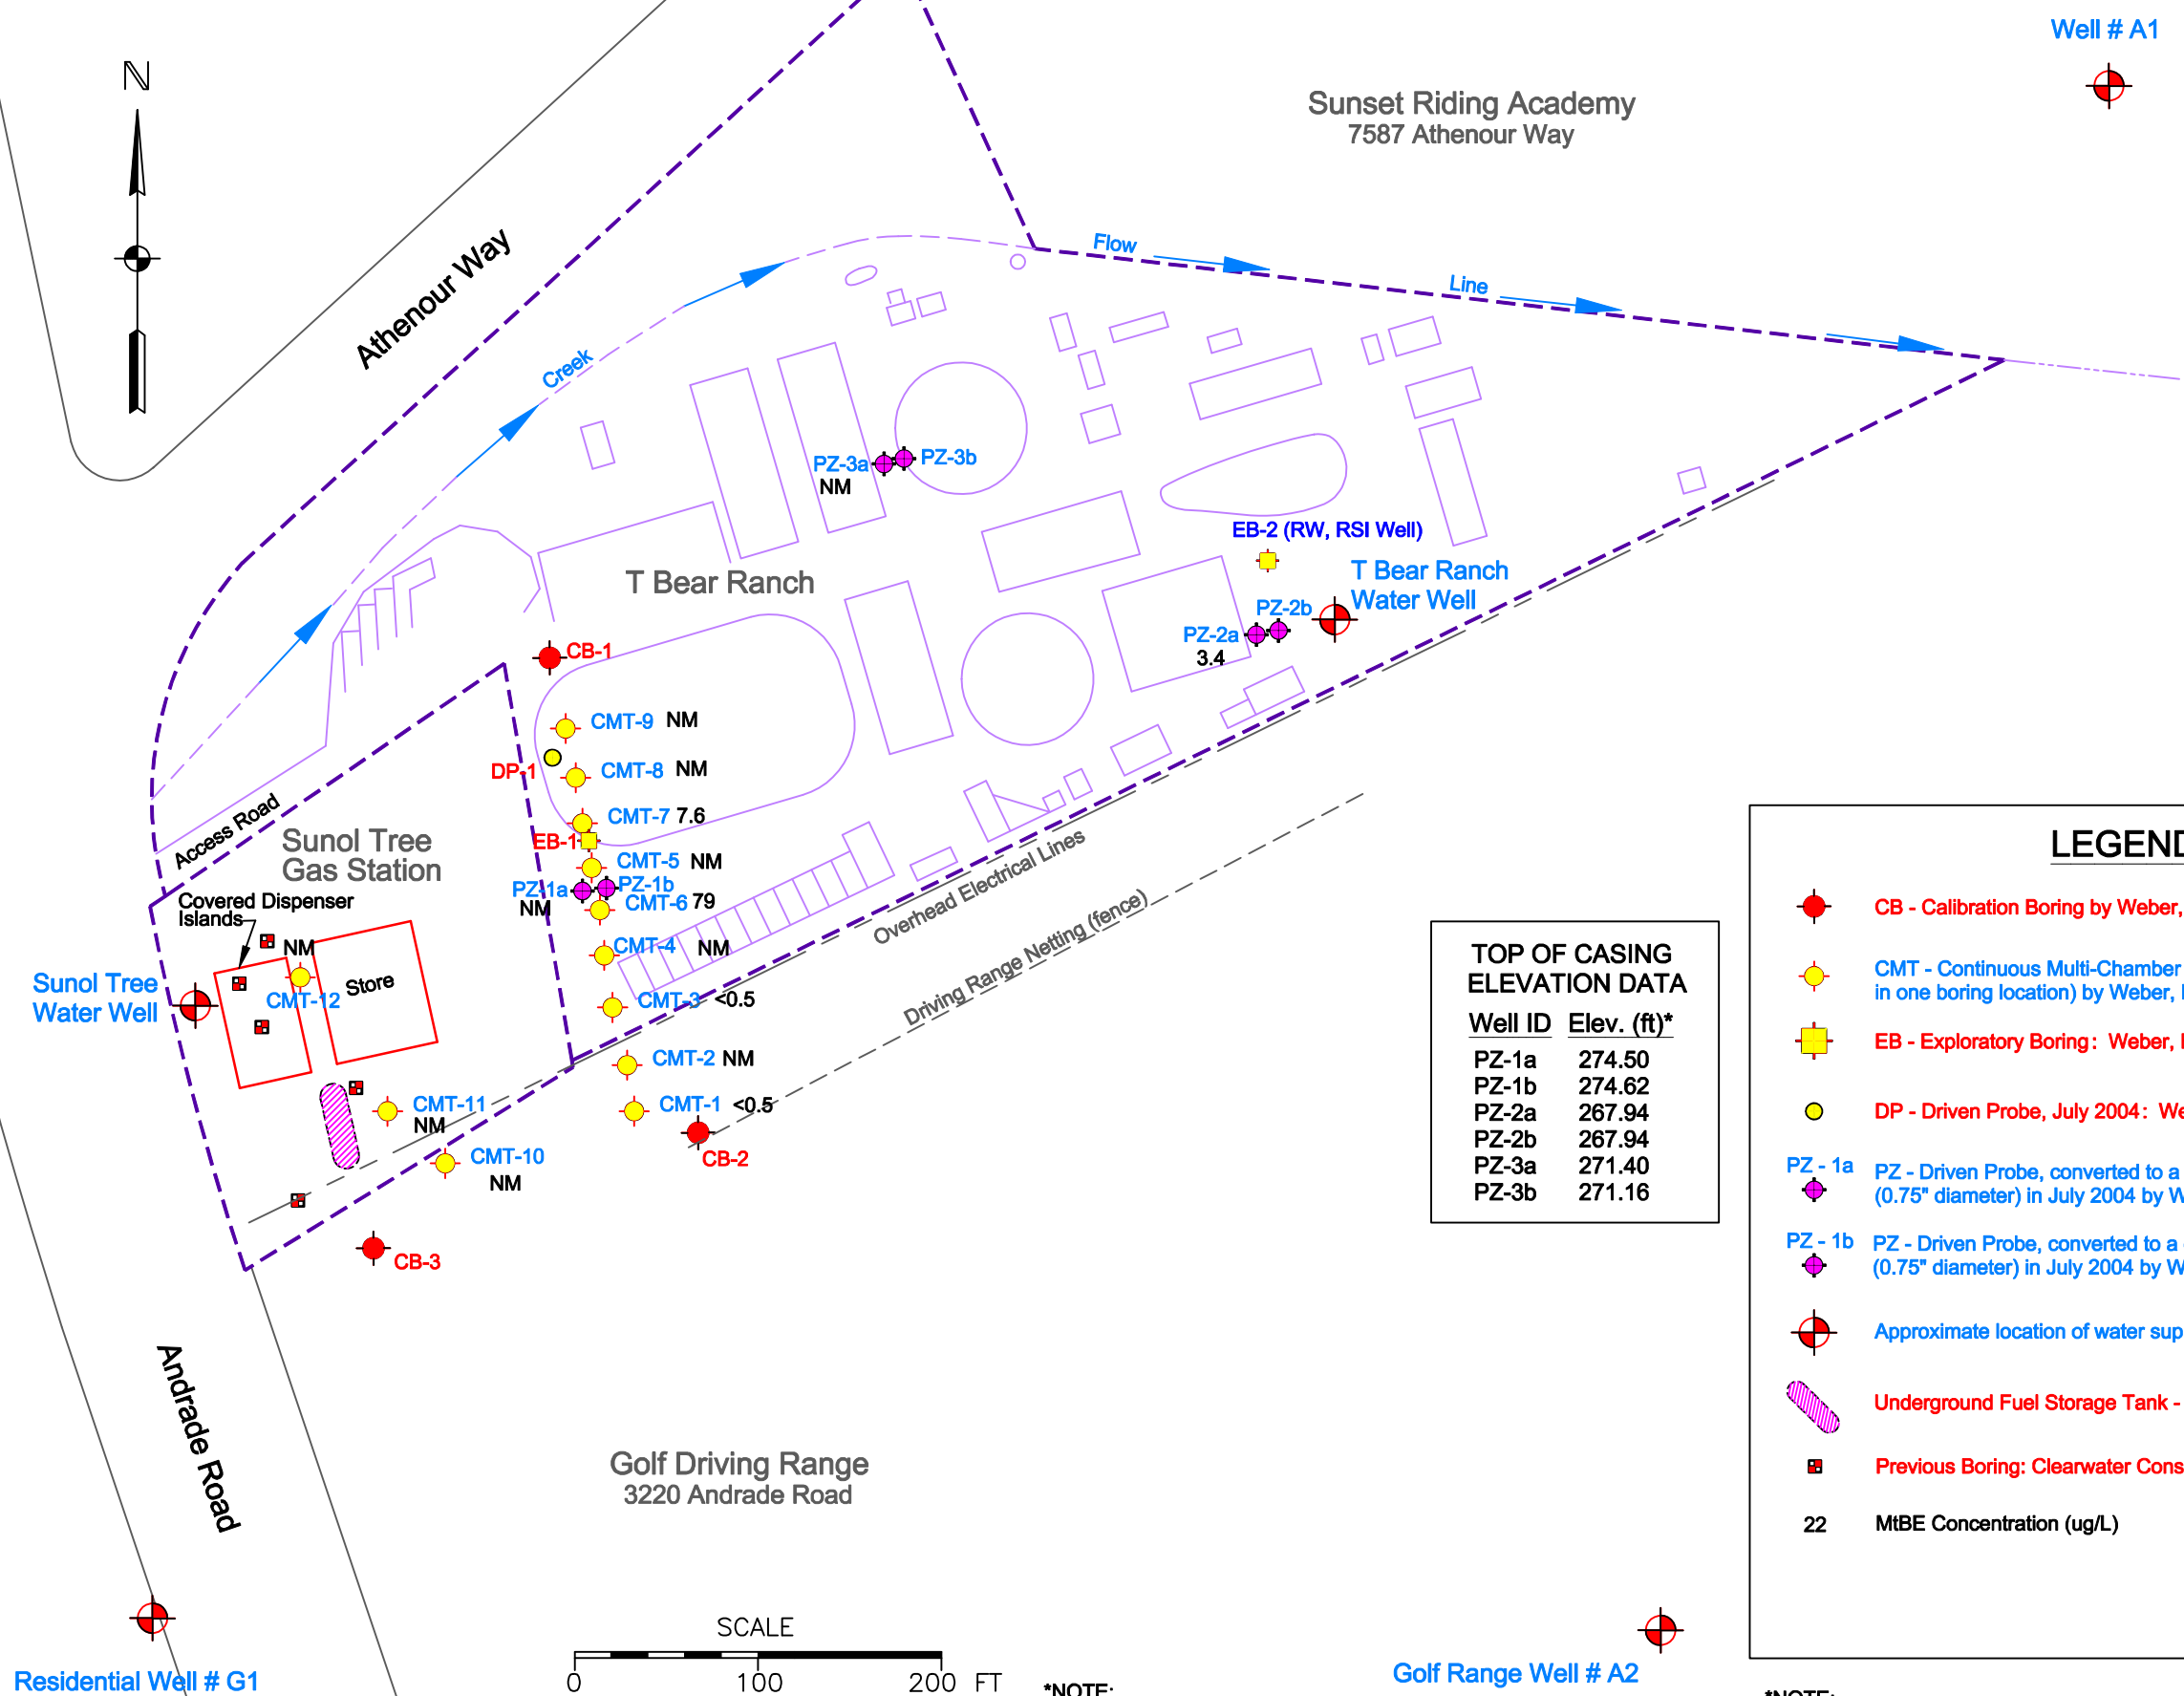 Well # A1
N
Sunset Riding Academy
7587 Athenour Way
Athenour Way
Flow
Line
Creek
PZ-3a
PZ-3b
NM
EB-2 (RW, RSI Well)
T Bear Ranch
T Bear Ranch
Water Well
PZ-2b
PZ-2a
3.4
CB-1
CMT-9 NM
DP-1
CMT-8 NM
CMT-7 7.6
EB-1
CMT-5 NM
PZ-1a
PZ-1b
NM
CMT-6 79
CMT-4 NM
CMT-3 <0.5
CMT-2 NM
CMT-1 <0.5
CB-2
Access Road
Sunol Tree
Gas Station
Covered Dispenser
Islands
NM
CMT-12
Store
Sunol Tree
Water Well
CMT-11
NM
CMT-10
NM
CB-3
Overhead Electrical Lines
Driving Range Netting (fence)
TOP OF CASING
ELEVATION DATA
Well ID Elev. (ft)*
PZ-1a 274.50
PZ-1b 274.62
PZ-2a 267.94
PZ-2b 267.94
PZ-3a 271.40
PZ-3b 271.16
LEGEND
CB - Calibration Boring by Weber,
CMT - Continuous Multi-Chamber
in one boring location) by Weber,
EB - Exploratory Boring: Weber,
DP - Driven Probe, July 2004:
PZ - 1a
PZ - Driven Probe, converted to a
(0.75" diameter) in July 2004 by
PZ - 1b
PZ - Driven Probe, converted to a
(0.75" diameter) in July 2004 by
Approximate location of water
Underground Fuel Storage Tank -
Previous Boring: Clearwater
22 MtBE Concentration (ug/L)
Andrade Road
Golf Driving Range
3220 Andrade Road
Residential Well # G1
SCALE
0 100 200 FT
*NOTE:
Golf Range Well # A2
*NOTE: